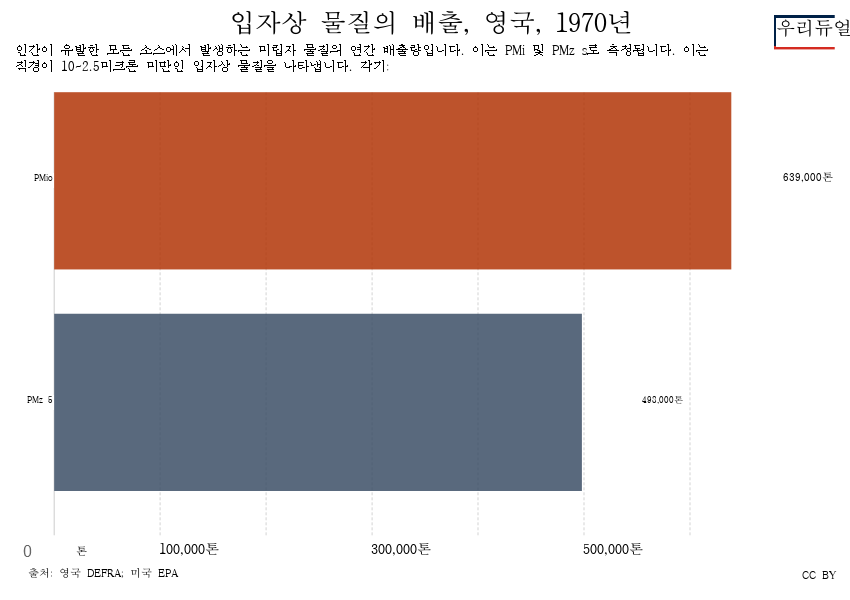 입자상 물질의 배출, 영국, 1970년
우리듀얼
인간이 유발한 모든 소스에서 발생하는 미립자 물질의 연간 배출량입니다. 이는 PMi 및 PMz s로 측정됩니다. 이는
직경이 10~2.5미크론 미만인 입자상 물질을 나타냅니다. 각기:
PMio
639,000톤
PMz 5
498,000톤
0 톤 100,000톤 300,000톤 500,000톤
출처: 영국 DEFRA; 미국 EPA
CC BY